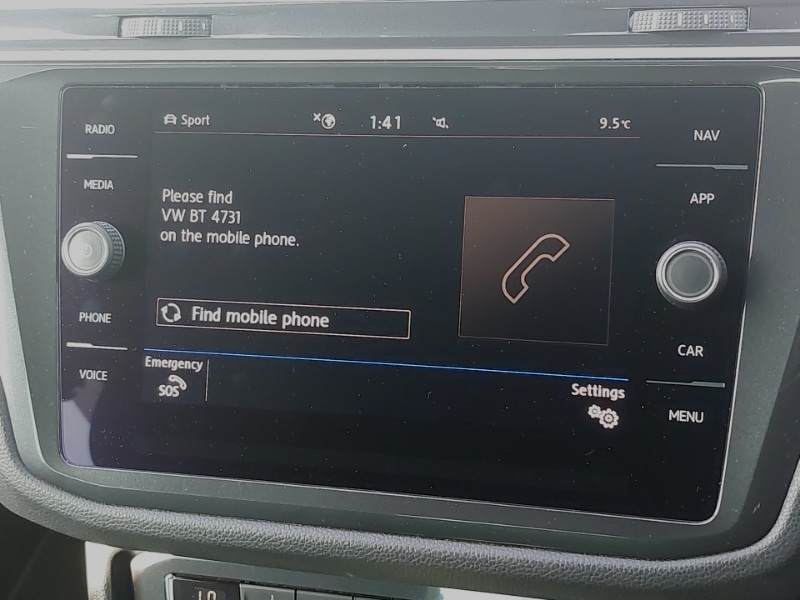 RADIO
MEDIA
PHONE
VOICE
Sport
1:41
9.5°C
Please find
VW BT 4731
on the mobile phone.
Find mobile phone
Emergency
SOS
Settings
NAV
APP
CAR
MENU